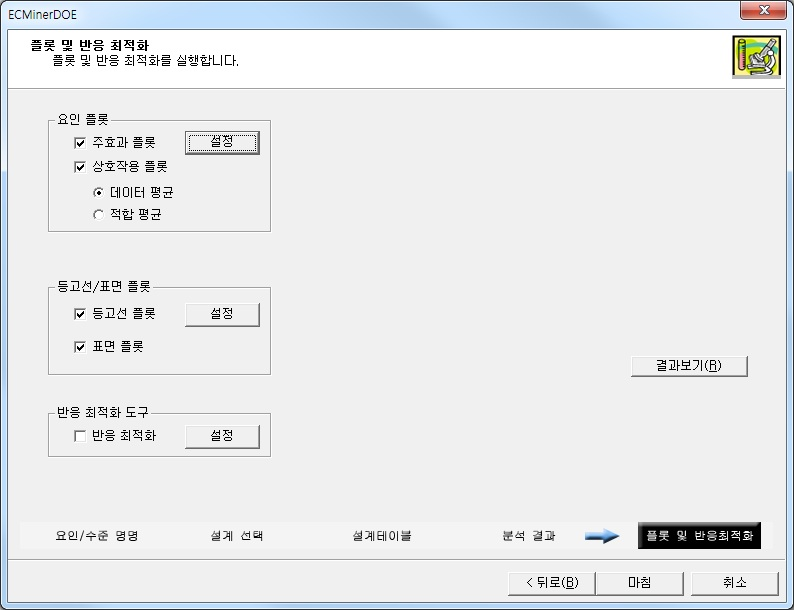 ECMinerDOE
플롯 및 반응 최적화
플롯 및 반응 최적화를 실행합니다.
요인 플롯
주효과 플롯 설정
상호작용 플롯
데이터 평균
적합 평균
등고선/표면 플롯
등고선 플롯 설정
표면 플롯
결과보기(R)
반응 최적화 도구
반응 최적화 설정
요인/수준 명명 설계 선택 설계테이블 분석 결과 플롯 및 반응최적화
< 뒤로(B) 마침 취소